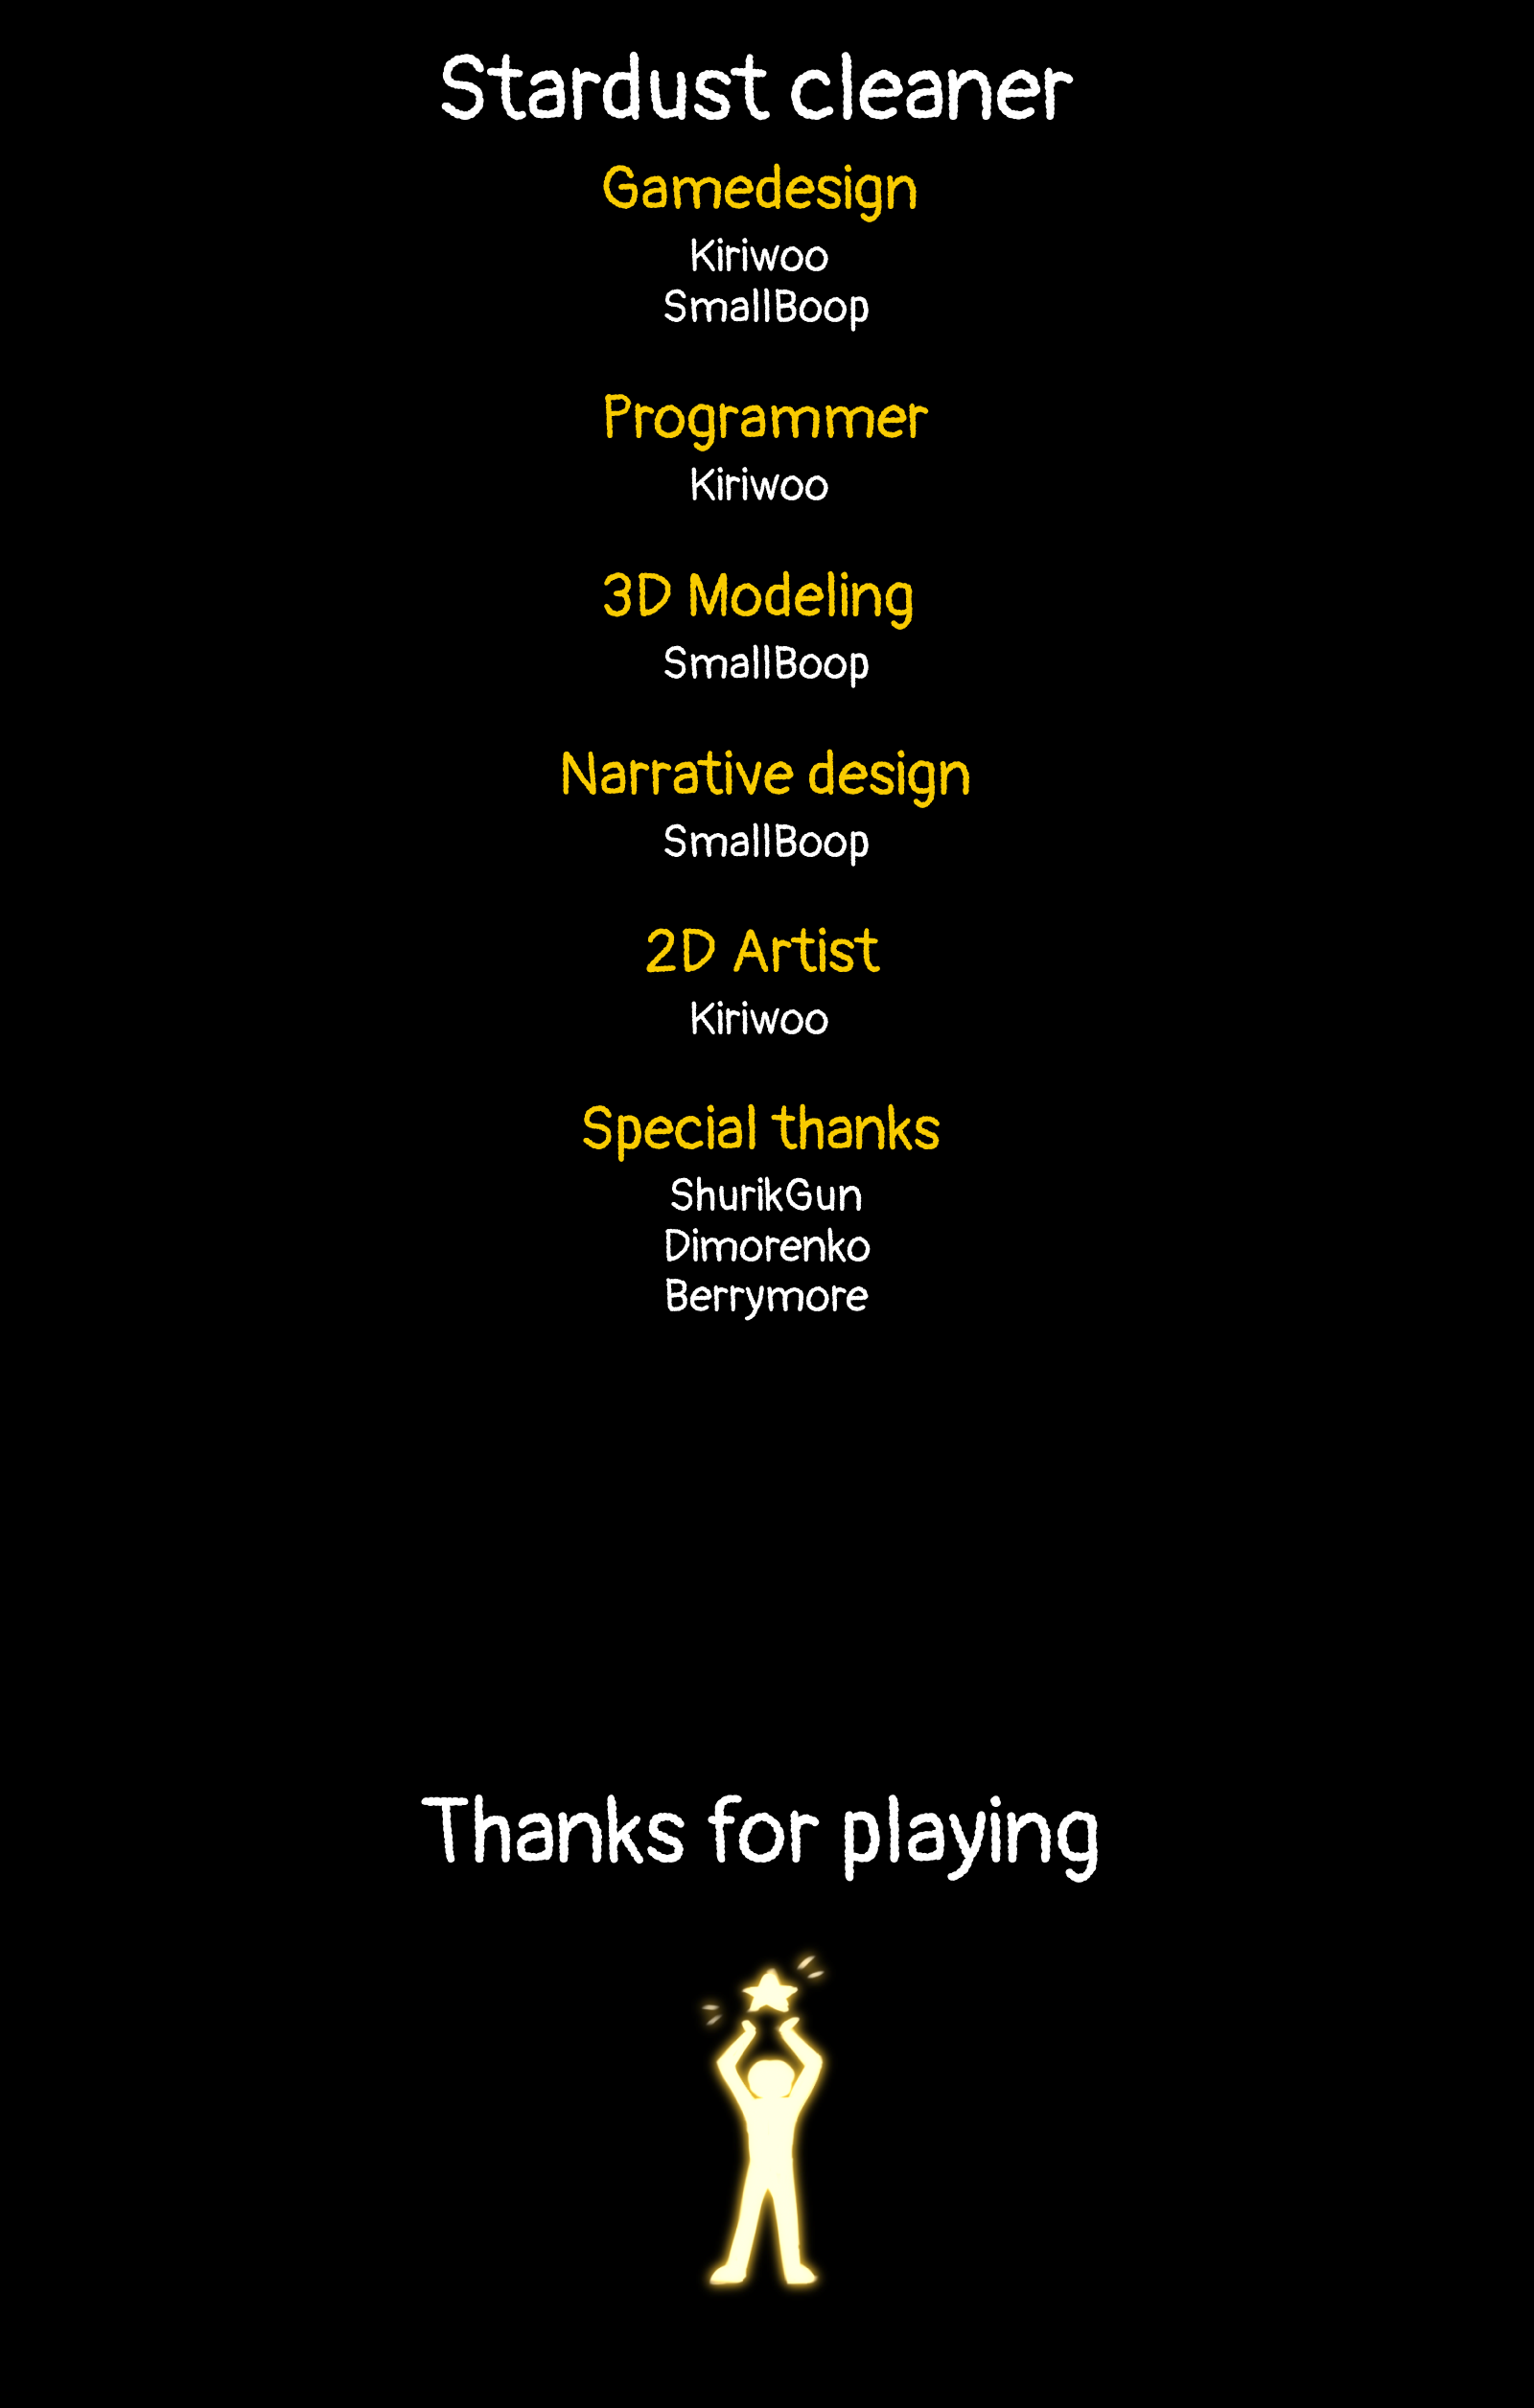 Stardust cleaner
Gamedesign
Kiriwoo
SmallBoop
Programmer
Kiriwoo
3D Modeling
SmallBoop
Narrative design
SmallBoop
2D Artist
Kiriwoo
Special thanks
ShurikGun
Dimorenko
Berrymore
Thanks for playing